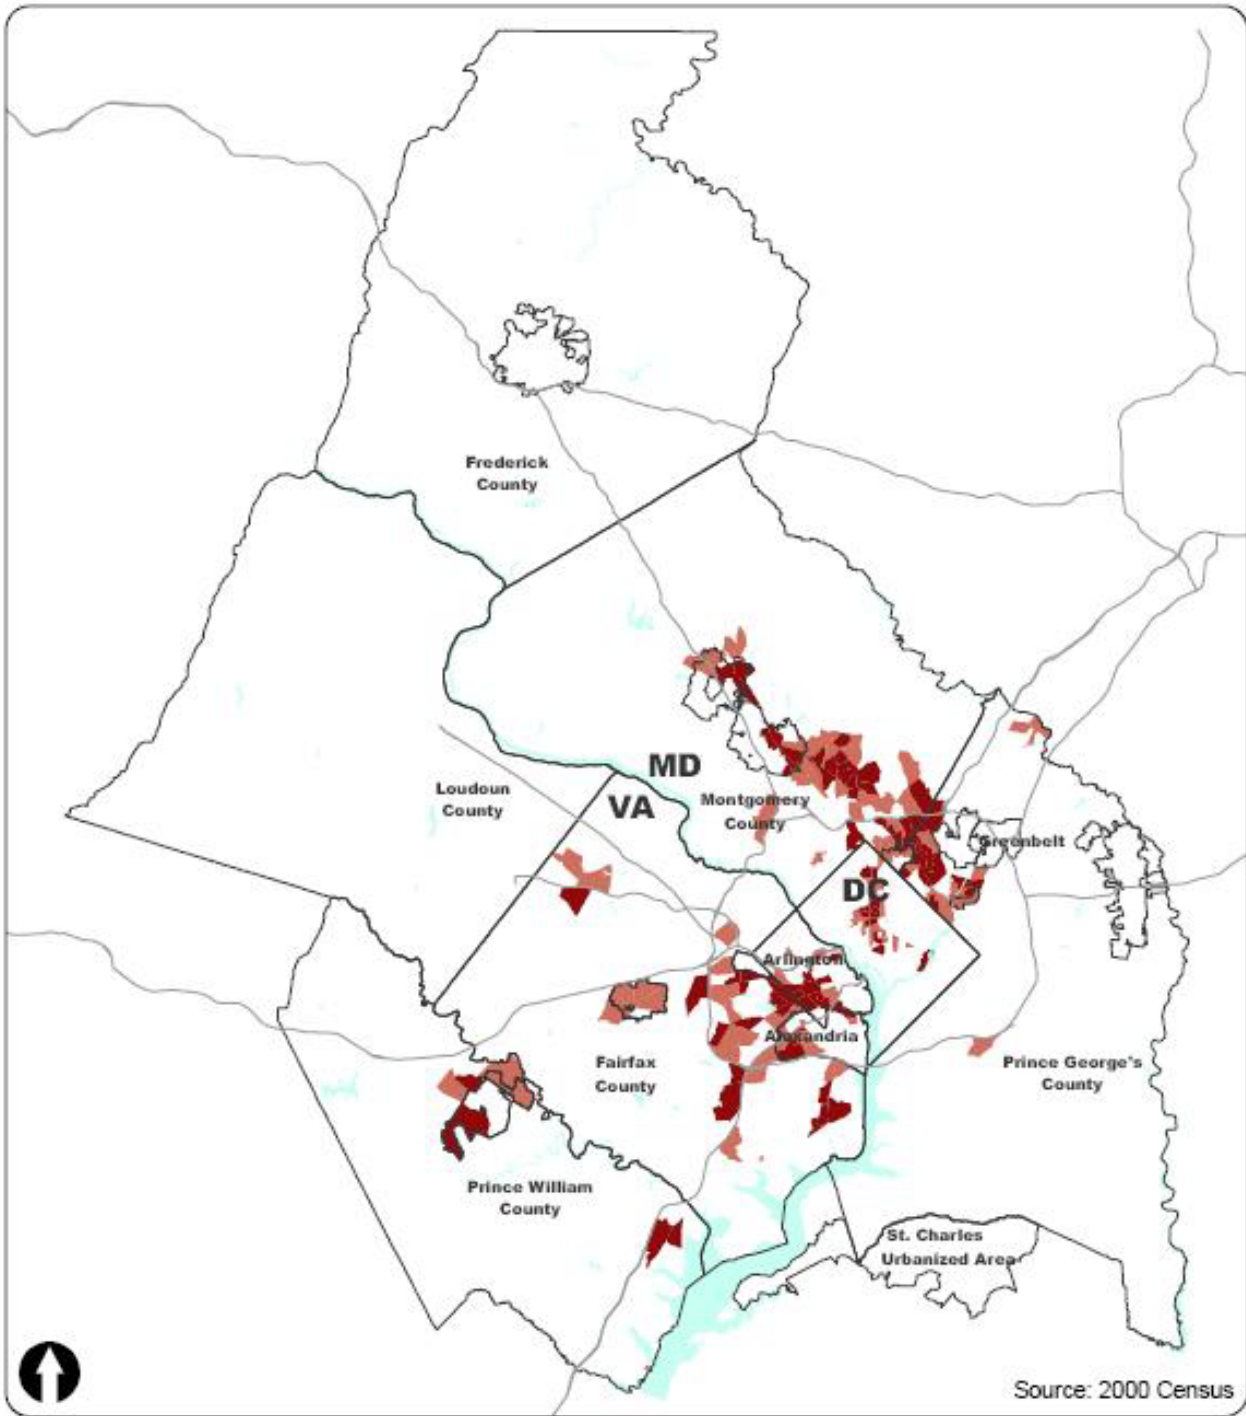 Frederick
County
MD
VA
Loudoun
County
Montgomery
County
Greenbelt
DC
Arlington
Alexandria
Fairfax
County
Prince George's
County
Prince William
County
St. Charles
Urbanized Area
Source: 2000 Census